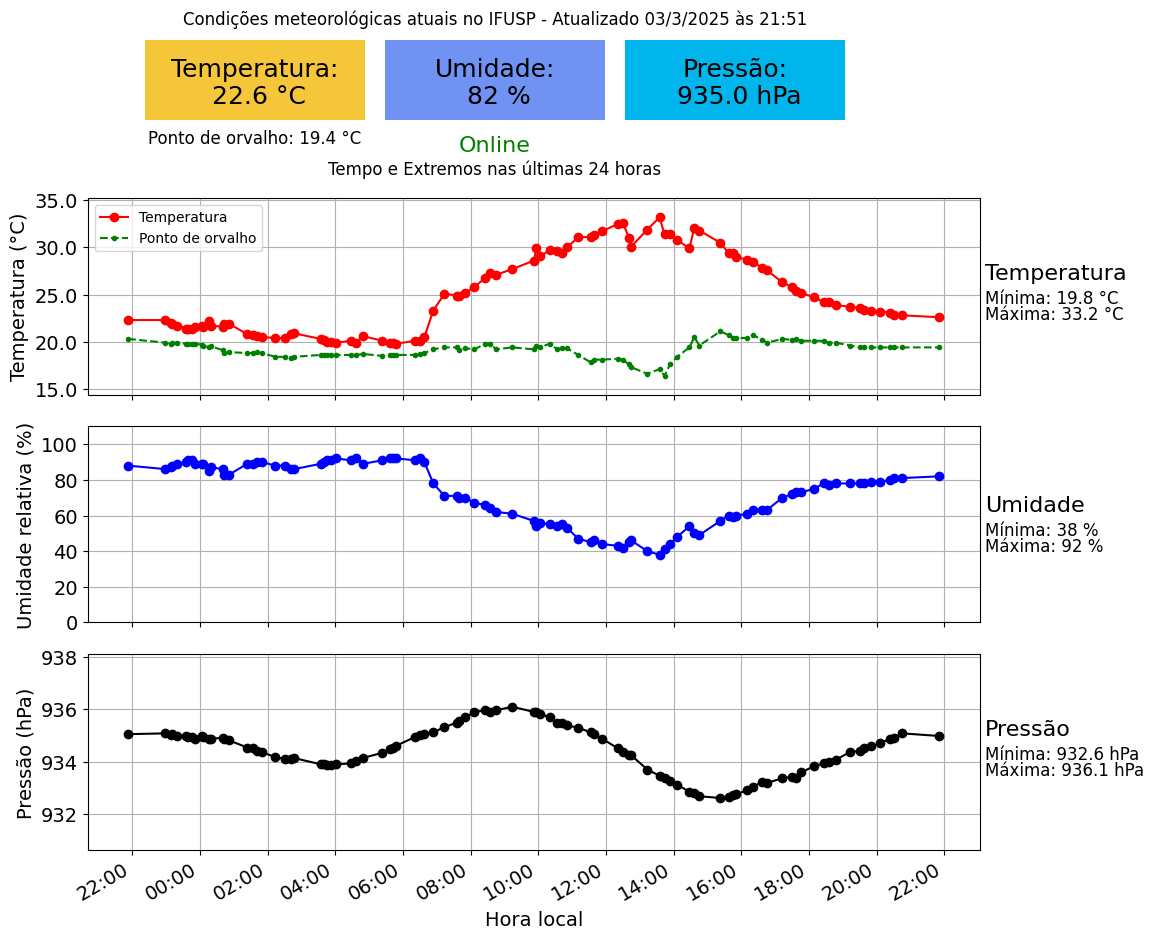 Condições meteorológicas atuais no IFUSP - Atualizado 03/3/2025 às 21:51
Temperatura:
22.6 °C
Umidade:
82 %
Pressão:
935.0 hPa
Ponto de orvalho: 19.4 °C
Online
Tempo e Extremos nas últimas 24 horas
Temperatura (°C)
35.0
30.0
25.0
20.0
15.0
Temperatura
Ponto de orvalho
Temperatura
Mínima: 19.8 °C
Máxima: 33.2 °C
Umidade relativa (%)
100
80
60
40
20
0
Umidade
Mínima: 38 %
Máxima: 92 %
Pressão (hPa)
938
936
934
932
Pressão
Mínima: 932.6 hPa
Máxima: 936.1 hPa
22:00 00:00 02:00 04:00 06:00 08:00 10:00 12:00 14:00 16:00 18:00 20:00 22:00
Hora local